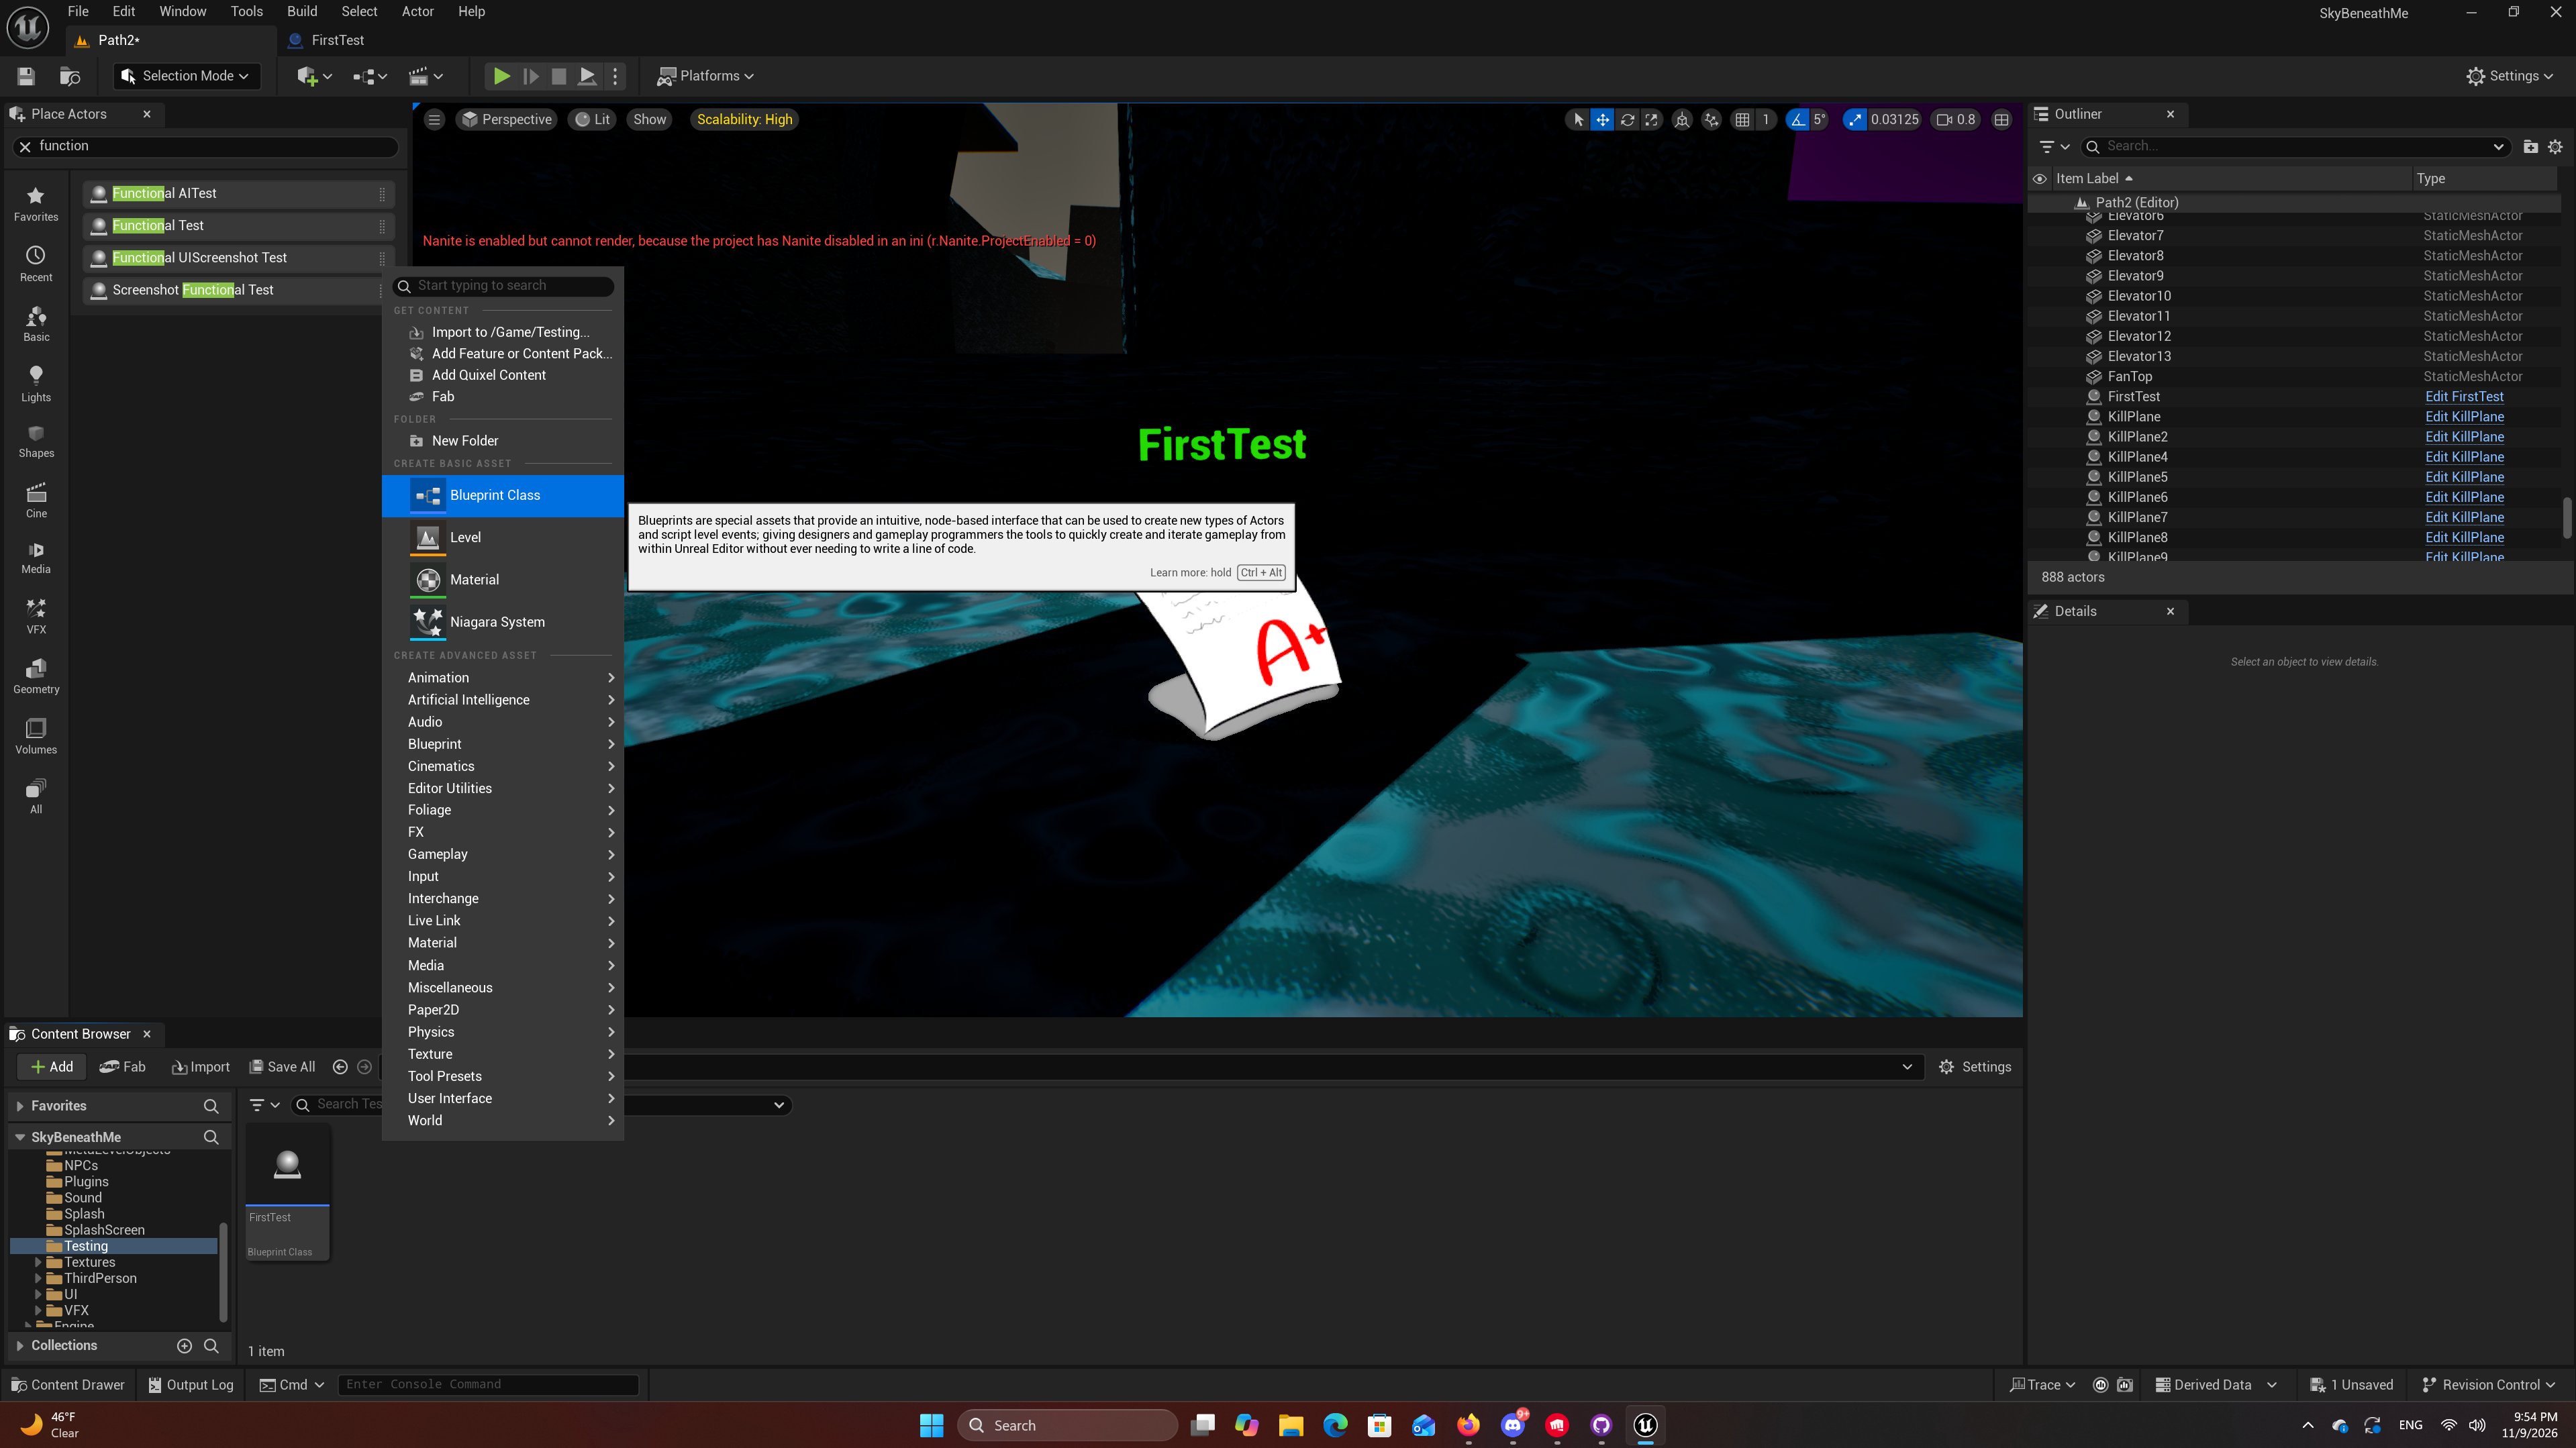 File Edit Window Tools Build Select Actor Help
SkyBeneathMe
Path2*
FirstTest
Selection Mode
Platforms
Settings
Place Actors
function
Favorites
Recent
Basic
Lights
Shapes
Cine
Media
VFX
Geometry
Volumes
All
Functional AITest
Functional Test
Functional UIScreenshot Test
Screenshot Functional Test
Perspective
Lit
Show
Scalability: High
1
5°
0.03125
0.8
Nanite is enabled but cannot render, because the project has Nanite disabled in an ini (r.Nanite.ProjectEnabled = 0)
Start typing to search
GET CONTENT
Import to /Game/Testing...
Add Feature or Content Pack...
Add Quixel Content
Fab
FOLDER
New Folder
CREATE BASIC ASSET
Blueprint Class
Level
Material
Niagara System
CREATE ADVANCED ASSET
Animation
Artificial Intelligence
Audio
Blueprint
Cinematics
Editor Utilities
Foliage
FX
Gameplay
Input
Interchange
Live Link
Material
Media
Miscellaneous
Paper2D
Physics
Texture
Tool Presets
User Interface
World
Blueprints are special assets that provide an intuitive, node-based interface that can be used to create new types of Actors
and script level events; giving designers and gameplay programmers the tools to quickly create and iterate gameplay from
within Unreal Editor without ever needing to write a line of code.
Learn more: hold Ctrl + Alt
FirstTest
A+
Outliner
Search...
Item Label
Type
Path2 (Editor)
Elevator6 StaticMeshActor
Elevator7 StaticMeshActor
Elevator8 StaticMeshActor
Elevator9 StaticMeshActor
Elevator10 StaticMeshActor
Elevator11 StaticMeshActor
Elevator12 StaticMeshActor
Elevator13 StaticMeshActor
FanTop StaticMeshActor
FirstTest Edit FirstTest
KillPlane Edit KillPlane
KillPlane2 Edit KillPlane
KillPlane4 Edit KillPlane
KillPlane5 Edit KillPlane
KillPlane6 Edit KillPlane
KillPlane7 Edit KillPlane
KillPlane8 Edit KillPlane
KillPlane9 Edit KillPlane
888 actors
Details
Select an object to view details.
Content Browser
Add
Fab
Import
Save All
Settings
Favorites
SkyBeneathMe
MetaLevelObjects
NPCs
Plugins
Sound
Splash
SplashScreen
Testing
Textures
ThirdPerson
UI
VFX
Engine
Collections
Search Tes
FirstTest
Blueprint Class
1 item
Content Drawer
Output Log
Cmd
Enter Console Command
Trace
Derived Data
1 Unsaved
Revision Control
46°F
Clear
Search
9+
ENG
9:54 PM
11/9/2026